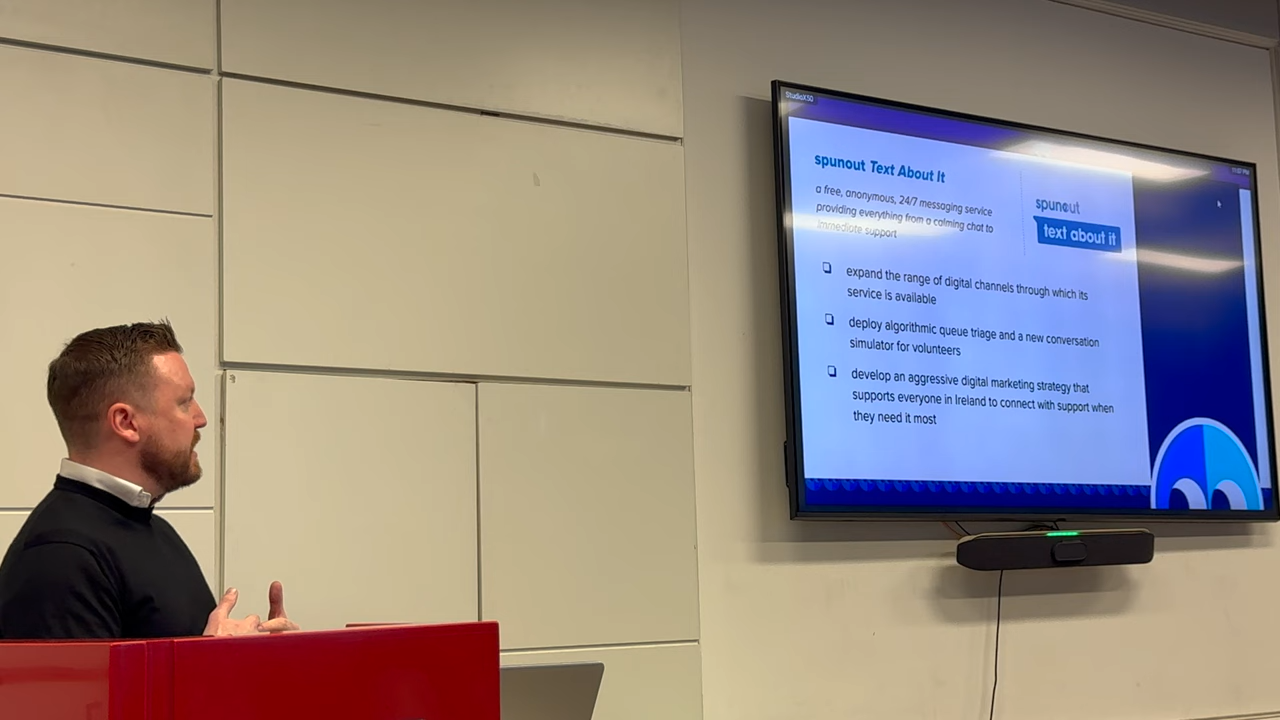 StudioX50
spunout Text About It
a free, anonymous, 24/7 messaging service
providing everything from a calming chat to
immediate support
spunout
text about it
❏ expand the range of digital channels through which its
service is available
❏ deploy algorithmic queue triage and a new conversation
simulator for volunteers
❏ develop an aggressive digital marketing strategy that
supports everyone in Ireland to connect with support when
they need it most